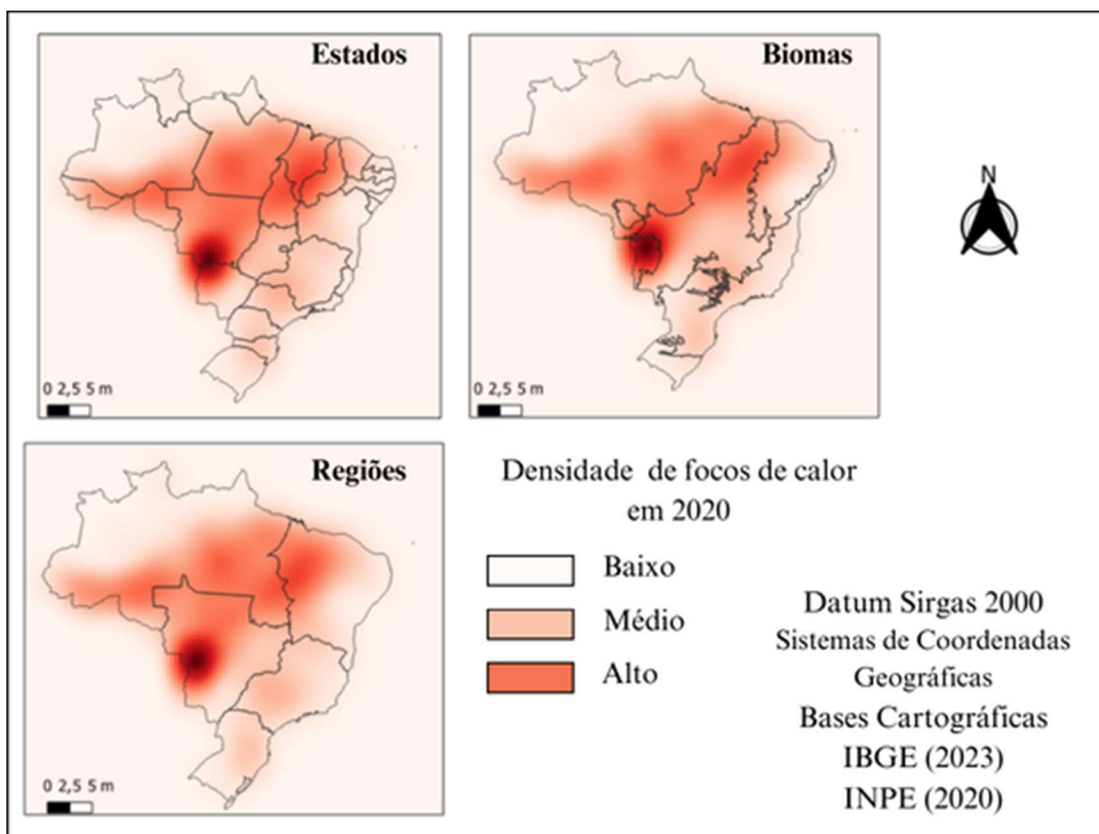 Estados
0 2,5 5 m
Biomas
0 2,5 5 m
N
Regiões
0 2,5 5 m
Densidade de focos de calor
em 2020
Baixo
Médio
Alto
Datum Sirgas 2000
Sistemas de Coordenadas
Geográficas
Bases Cartográficas
IBGE (2023)
INPE (2020)